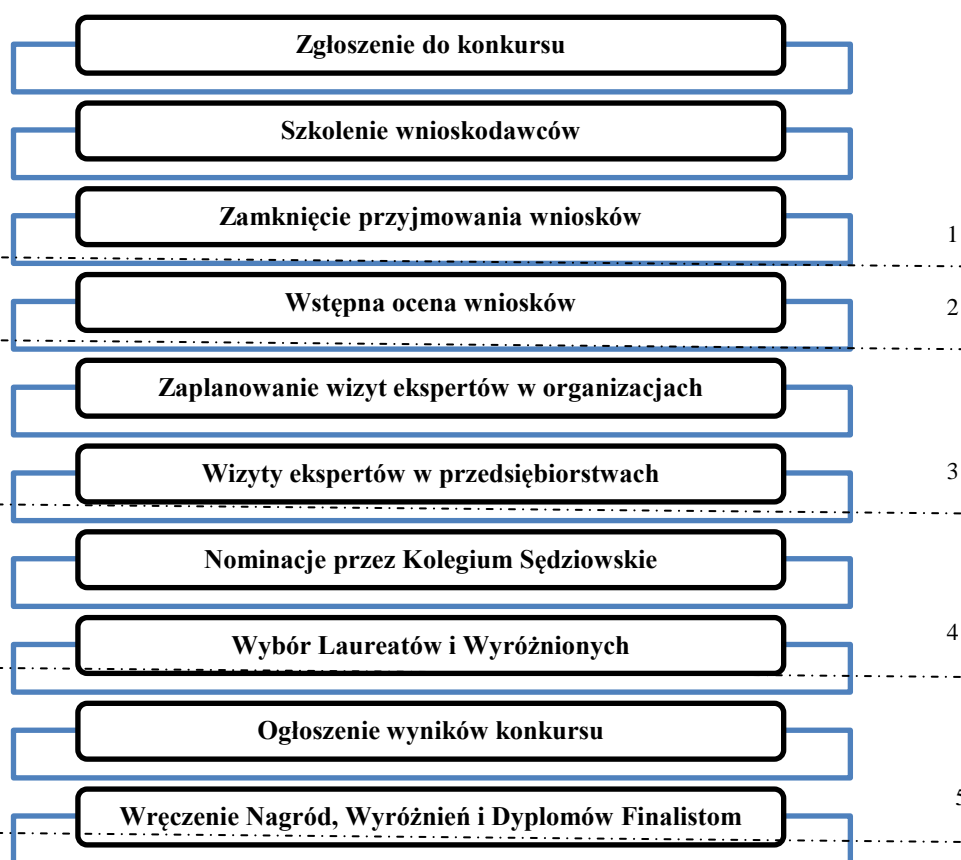 Zgłoszenie do konkursu
Szkolenie wnioskodawców
Zamknięcie przyjmowania wniosków
1
Wstępna ocena wniosków
2
Zaplanowanie wizyt ekspertów w organizacjach
Wizyty ekspertów w przedsiębiorstwach
3
Nominacje przez Kolegium Sędziowskie
Wybór Laureatów i Wyróżnionych
4
Ogłoszenie wyników konkursu
5
Wręczenie Nagród, Wyróżnień i Dyplomów Finalistom